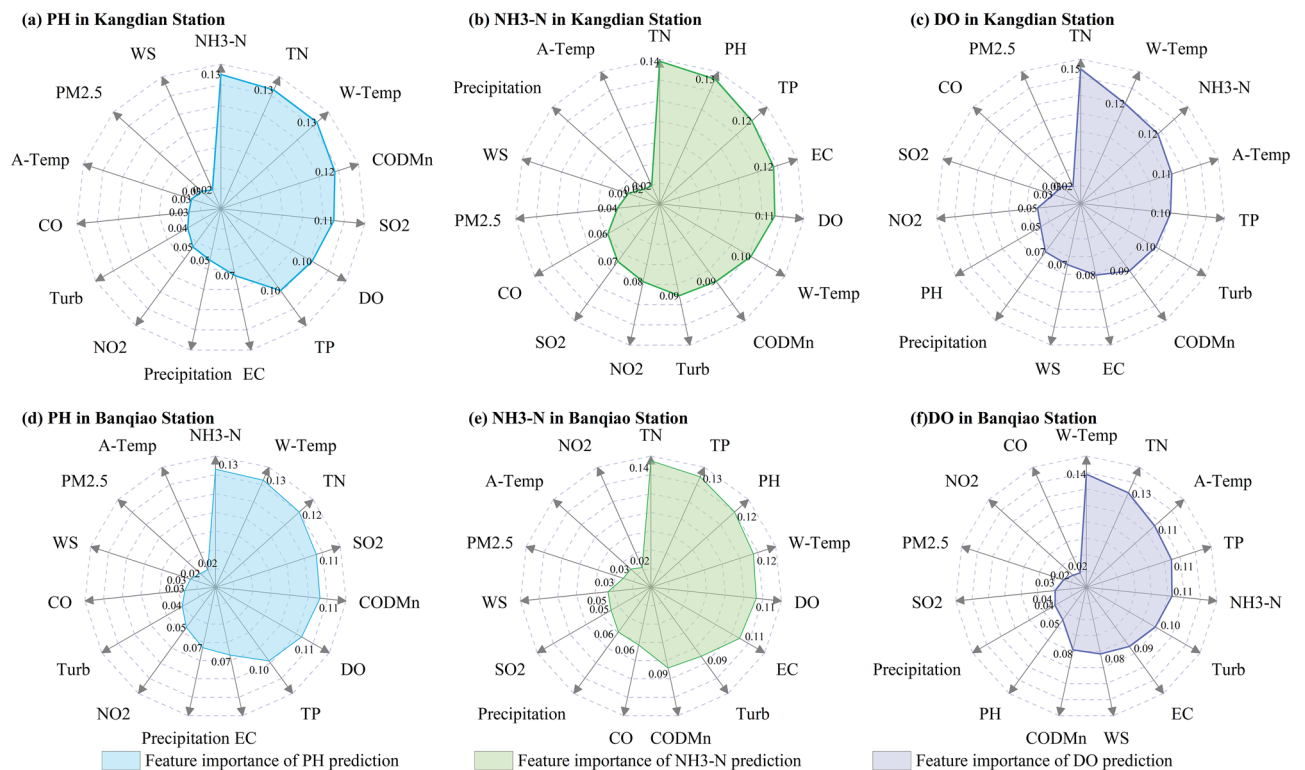 (a) PH in Kangdian Station
NH3-N
TN
W-Temp
CODMn
SO2
DO
TP
EC
Precipitation
NO2
Turb
CO
A-Temp
PM2.5
WS
0.13
0.13
0.13
0.12
0.11
0.10
0.07
0.05
0.05
0.04
0.03
0.03
0.02
(b) NH3-N in Kangdian Station
TN
PH
TP
EC
DO
W-Temp
CODMn
Turb
NO2
SO2
CO
PM2.5
WS
Precipitation
A-Temp
0.14
0.13
0.12
0.12
0.11
0.10
0.09
0.09
0.08
0.07
0.06
0.04
0.03
0.02
0.02
(c) DO in Kangdian Station
TN
W-Temp
NH3-N
A-Temp
TP
Turb
CODMn
EC
WS
Precipitation
PH
NO2
SO2
CO
PM2.5
0.15
0.12
0.12
0.11
0.10
0.10
0.09
0.08
0.07
0.07
0.05
0.05
(d) PH in Banqiao Station
NH3-N
W-Temp
TN
SO2
CODMn
DO
TP
EC
Precipitation
NO2
Turb
CO
WS
PM2.5
A-Temp
0.13
0.13
0.12
0.11
0.11
0.11
0.10
0.07
0.07
0.05
0.04
0.03
0.03
0.02
0.02
(e) NH3-N in Banqiao Station
TN
TP
PH
W-Temp
DO
EC
Turb
CODMn
CO
Precipitation
SO2
WS
PM2.5
A-Temp
NO2
0.14
0.13
0.12
0.12
0.11
0.11
0.09
0.09
0.06
0.06
0.05
0.05
0.03
0.03
0.02
(f)DO in Banqiao Station
W-Temp
TN
A-Temp
TP
NH3-N
Turb
EC
WS
CODMn
PH
Precipitation
SO2
PM2.5
NO2
CO
0.14
0.13
0.11
0.11
0.11
0.10
0.09
0.08
0.08
0.05
0.04
0.04
0.03
0.02
Feature importance of PH prediction
Feature importance of NH3-N prediction
Feature importance of DO prediction